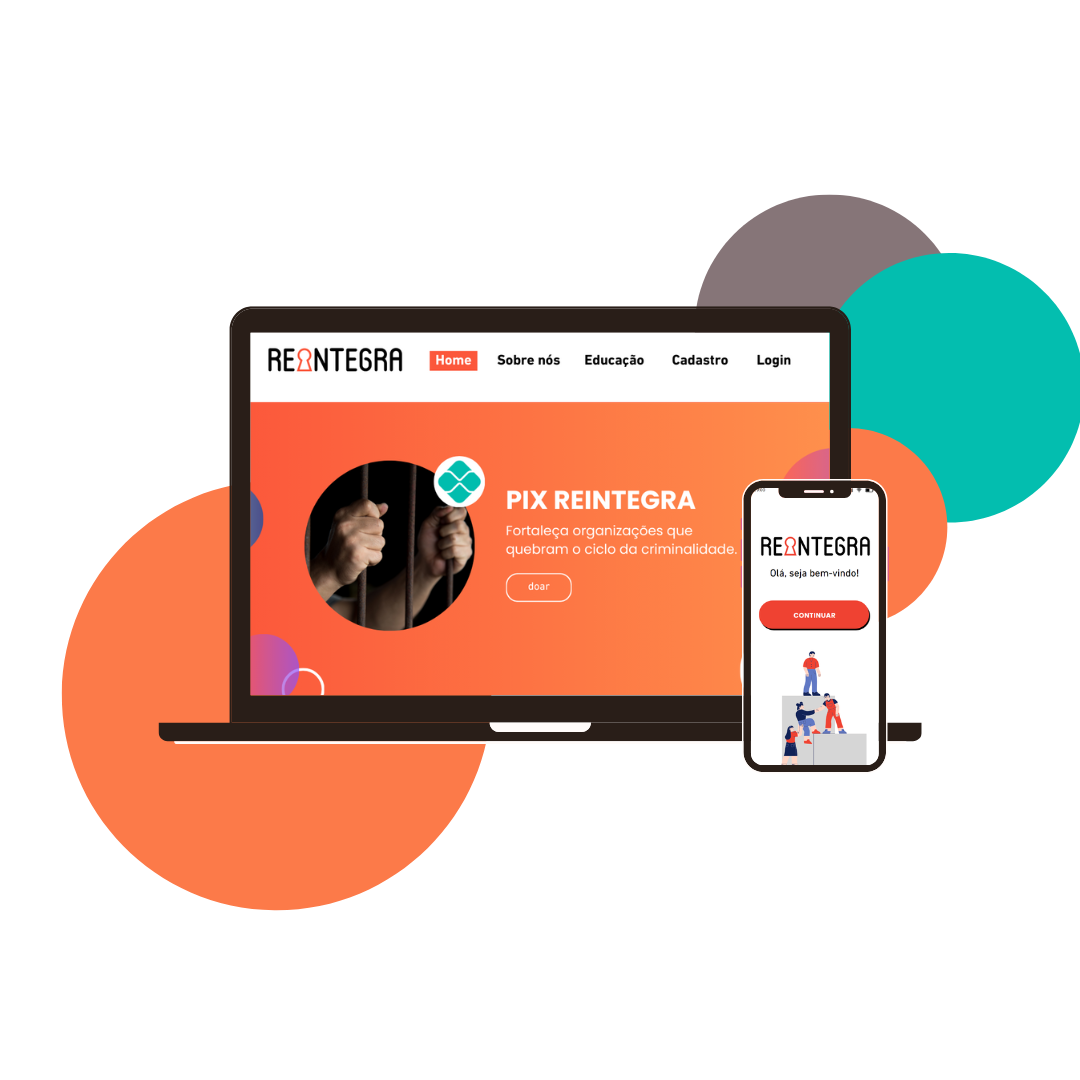 REINTEGRA
Home
Sobre nós
Educação
Cadastro
Login
PIX REINTEGRA
Fortaleça organizações que
quebram o ciclo da criminalidade.
doar
REINTEGRA
Olá, seja bem-vindo!
CONTINUAR